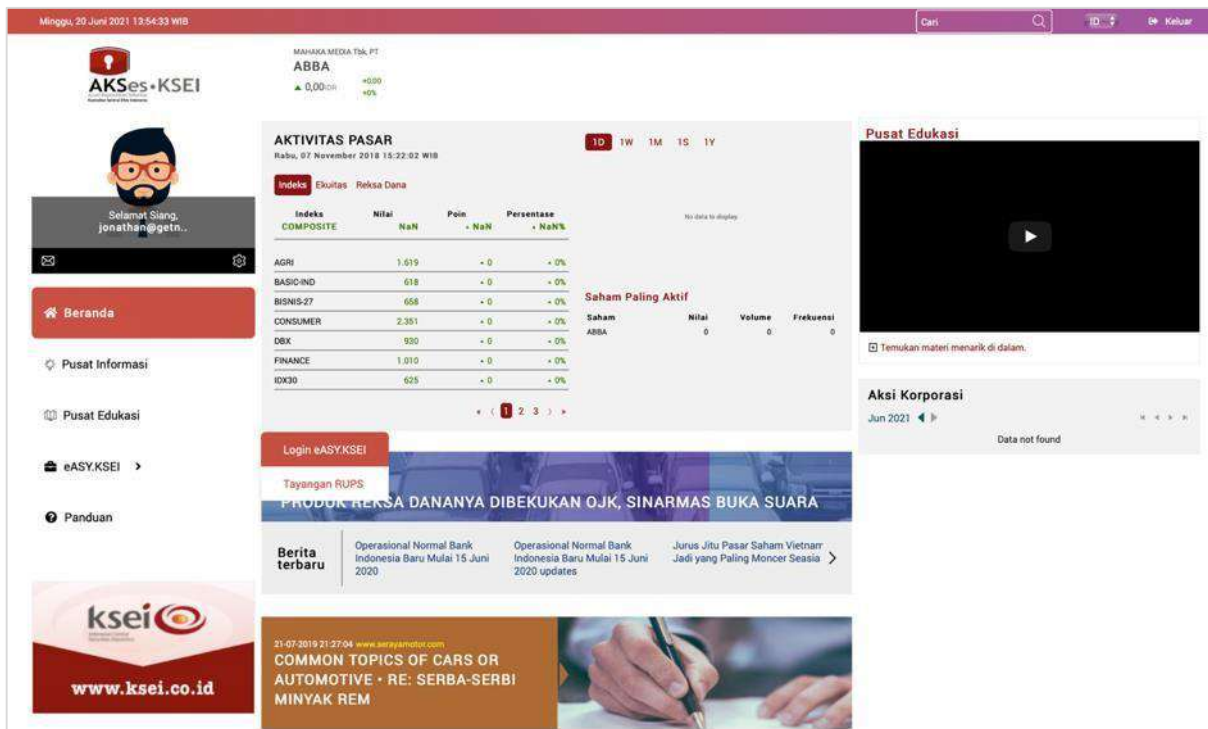 Minggu, 20 Juni 2021 13:54:33 WIB
Cari
ID
Keluar
AKSes•KSEI
MAHAKA MEDIA Tbk, PT
ABBA
▲ 0,00 IDR
+0,00
+0%
Selamat Siang,
jonathan@getn..
Beranda
Pusat Informasi
Pusat Edukasi
eASY.KSEI >
Panduan
ksei
www.ksei.co.id
AKTIVITAS PASAR
Rabu, 07 November 2018 15:22:02 WIB
Indeks Ekuitas Reksa Dana
Indeks Nilai Poin Persentase
COMPOSITE NaN • NaN • NaN%
AGRI 1.619 • 0 • 0%
BASIC-IND 618 • 0 • 0%
BISNIS-27 658 • 0 • 0%
CONSUMER 2.351 • 0 • 0%
DBX 930 • 0 • 0%
FINANCE 1.010 • 0 • 0%
IDX30 625 • 0 • 0%
« ‹ 1 2 3 › »
1D 1W 1M 1S 1Y
No data to display
Saham Paling Aktif
Saham Nilai Volume Frekuensi
ABBA 0 0 0
Pusat Edukasi
Temukan materi menarik di dalam.
Aksi Korporasi
Jun 2021
Data not found
Login eASY.KSEI
Tayangan RUPS
PRODUK REKSA DANANYA DIBEKUKAN OJK, SINARMAS BUKA SUARA
Berita
terbaru
Operasional Normal Bank
Indonesia Baru Mulai 15 Juni
2020
Operasional Normal Bank
Indonesia Baru Mulai 15 Juni
2020 updates
Jurus Jitu Pasar Saham Vietnam
Jadi yang Paling Moncer Seasia
21-07-2019 21:27:04 www.serayamotor.com
COMMON TOPICS OF CARS OR
AUTOMOTIVE • RE: SERBA-SERBI
MINYAK REM